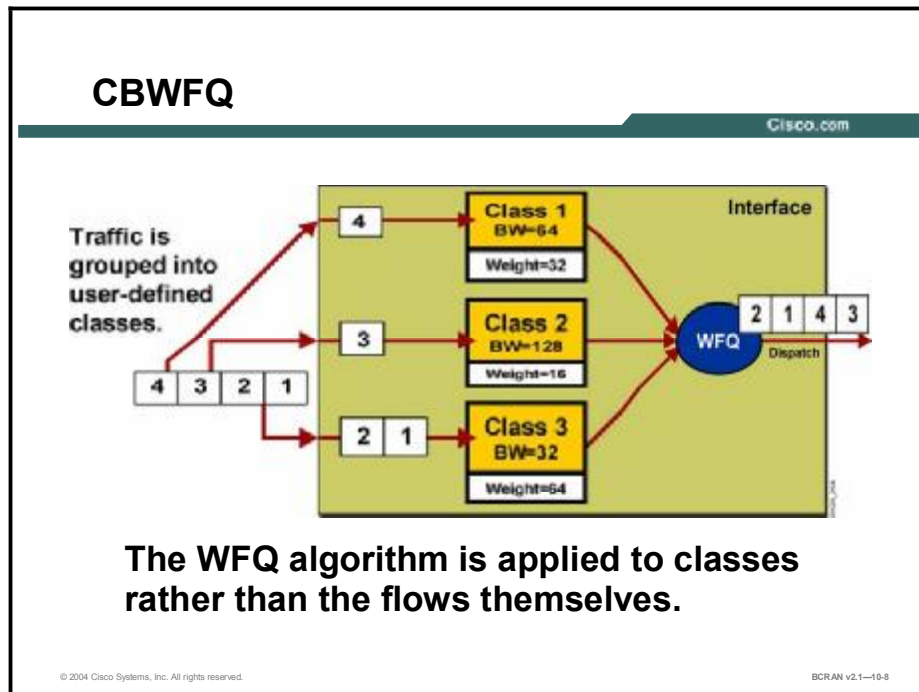 CBWFQ
Cisco.com
Traffic is
grouped into
user-defined
classes.
4 3 2 1
4
3
2 1
Class 1
BW=64
Weight=32
Class 2
BW=128
Weight=16
Class 3
BW=32
Weight=64
Interface
WFQ
2 1 4 3
Dispatch
The WFQ algorithm is applied to classes
rather than the flows themselves.
© 2004 Cisco Systems, Inc. All rights reserved.
BCRAN v2.1—10-8